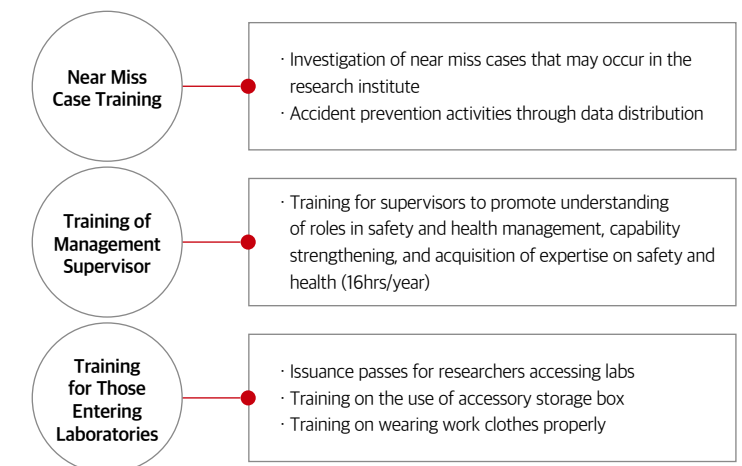 Near Miss
Case Training
· Investigation of near miss cases that may occur in the
research institute
· Accident prevention activities through data distribution
Training of
Management
Supervisor
· Training for supervisors to promote understanding
of roles in safety and health management, capability
strengthening, and acquisition of expertise on safety and
health (16hrs/year)
Training
for Those
Entering
Laboratories
· Issuance passes for researchers accessing labs
· Training on the use of accessory storage box
· Training on wearing work clothes properly